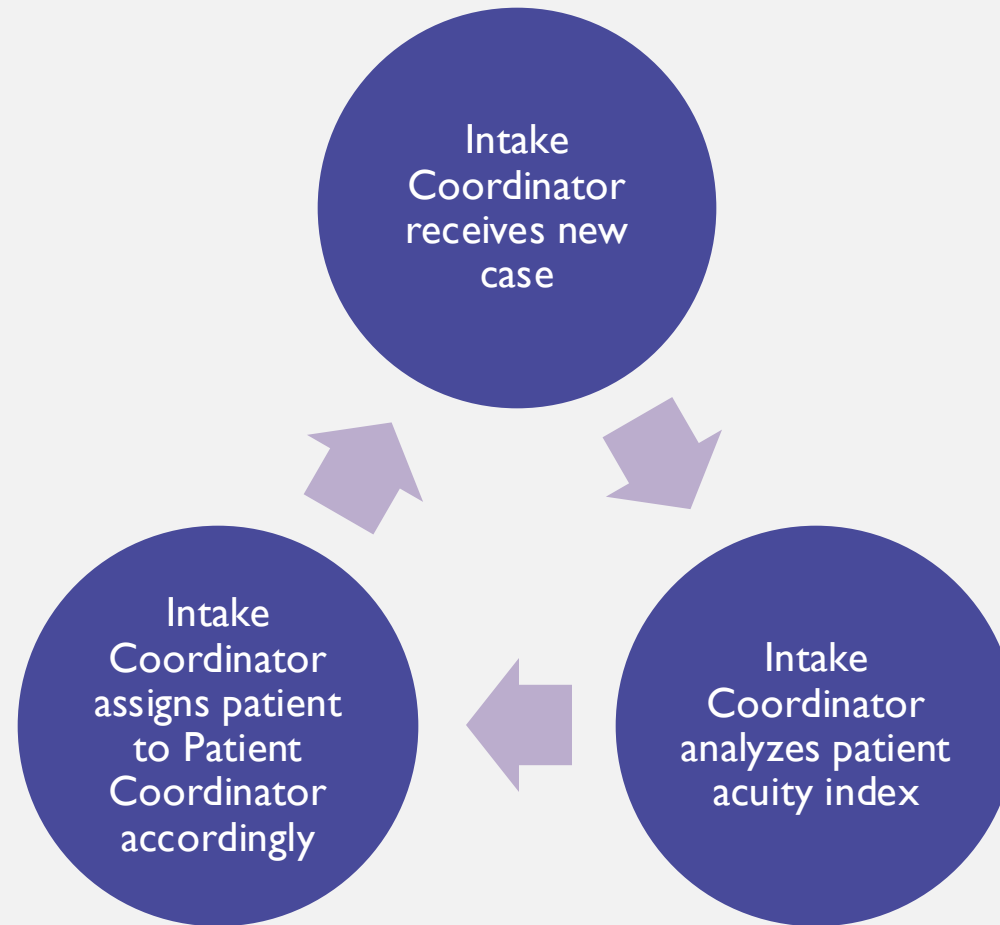 Intake
Coordinator
receives new
case
Intake
Coordinator
analyzes patient
acuity index
Intake
Coordinator
assigns patient
to Patient
Coordinator
accordingly